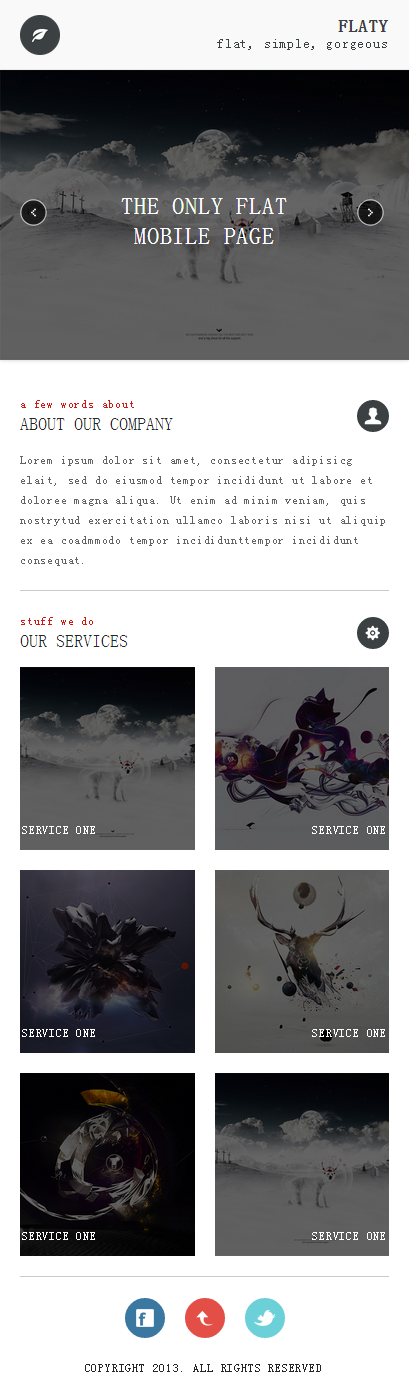 FLATY
flat, simple, gorgeous
THE ONLY FLAT
MOBILE PAGE
a few words about
ABOUT OUR COMPANY
Lorem ipsum dolor sit amet, consectetur adipisicg
elait, sed do eiusmod tempor incididunt ut labore et
doloree magna aliqua. Ut enim ad minim veniam, quis
nostrytud exercitation ullamco laboris nisi ut aliquip
ex ea coadmmodo tempor incididunttempor incididunt
consequat.
stuff we do
OUR SERVICES
SERVICE ONE
SERVICE ONE
SERVICE ONE
SERVICE ONE
SERVICE ONE
SERVICE ONE
COPYRIGHT 2013. ALL RIGHTS RESERVED